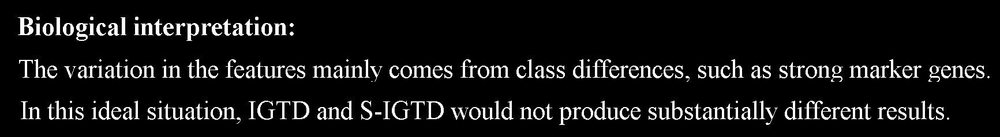 Biological interpretation:
The variation in the features mainly comes from class differences, such as strong marker genes.
In this ideal situation, IGTD and S-IGTD would not produce substantially different results.